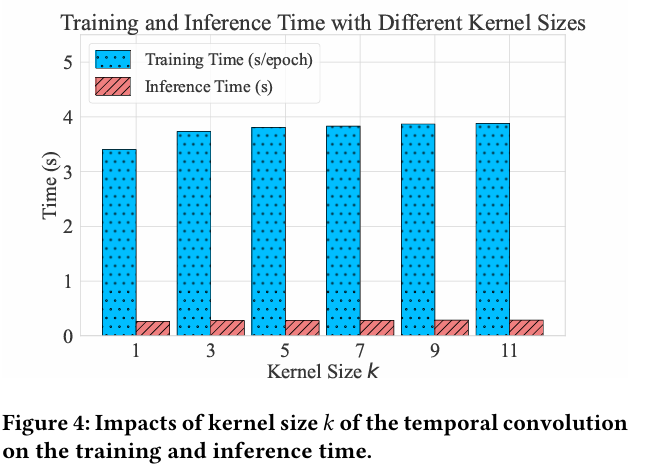 Training and Inference Time with Different Kernel Sizes
Training Time (s/epoch)
Inference Time (s)
Time (s)
5
4
3
2
1
0
1 3 5 7 9 11
Kernel Size k
Figure 4: Impacts of kernel size k of the temporal convolution
on the training and inference time.